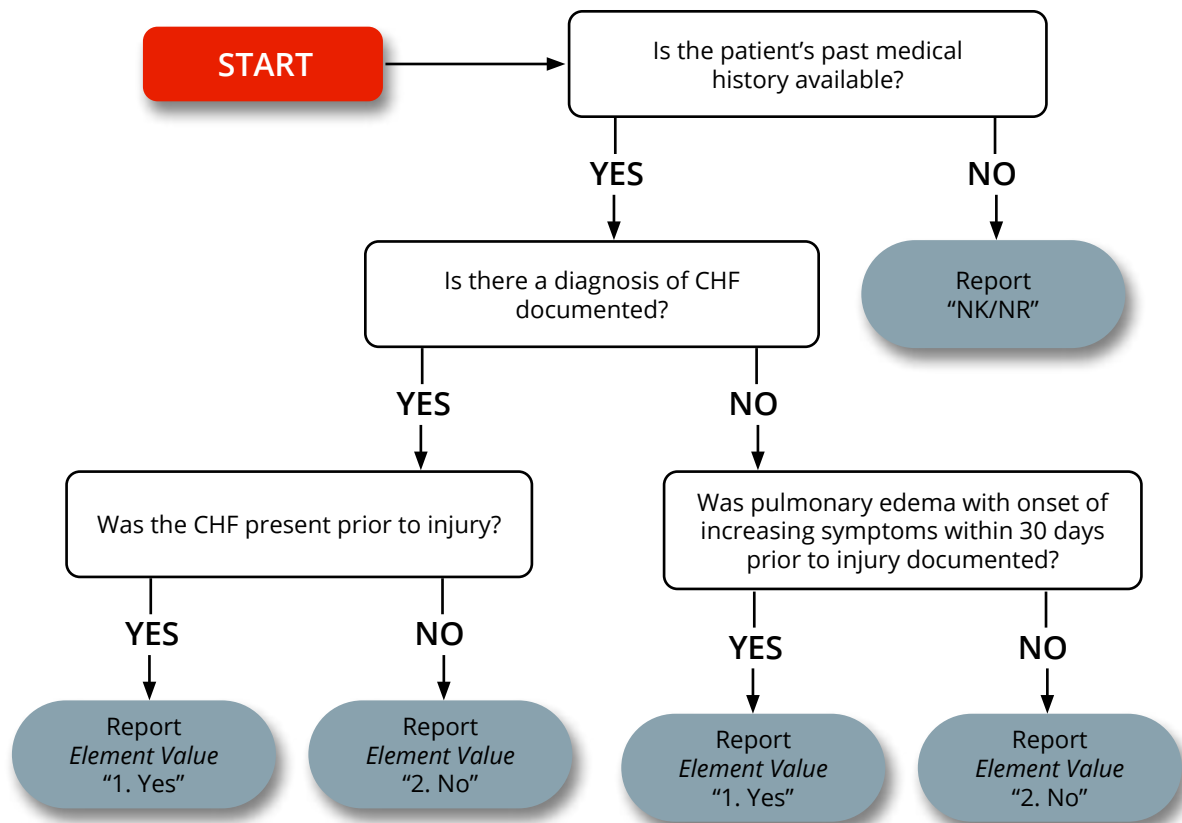 START
Is the patient’s past medical
history available?
YES
NO
Is there a diagnosis of CHF
documented?
Report
“NK/NR”
YES
NO
Was the CHF present prior to injury?
Was pulmonary edema with onset of
increasing symptoms within 30 days
prior to injury documented?
YES
NO
YES
NO
Report
Element Value
“1. Yes”
Report
Element Value
“2. No”
Report
Element Value
“1. Yes”
Report
Element Value
“2. No”